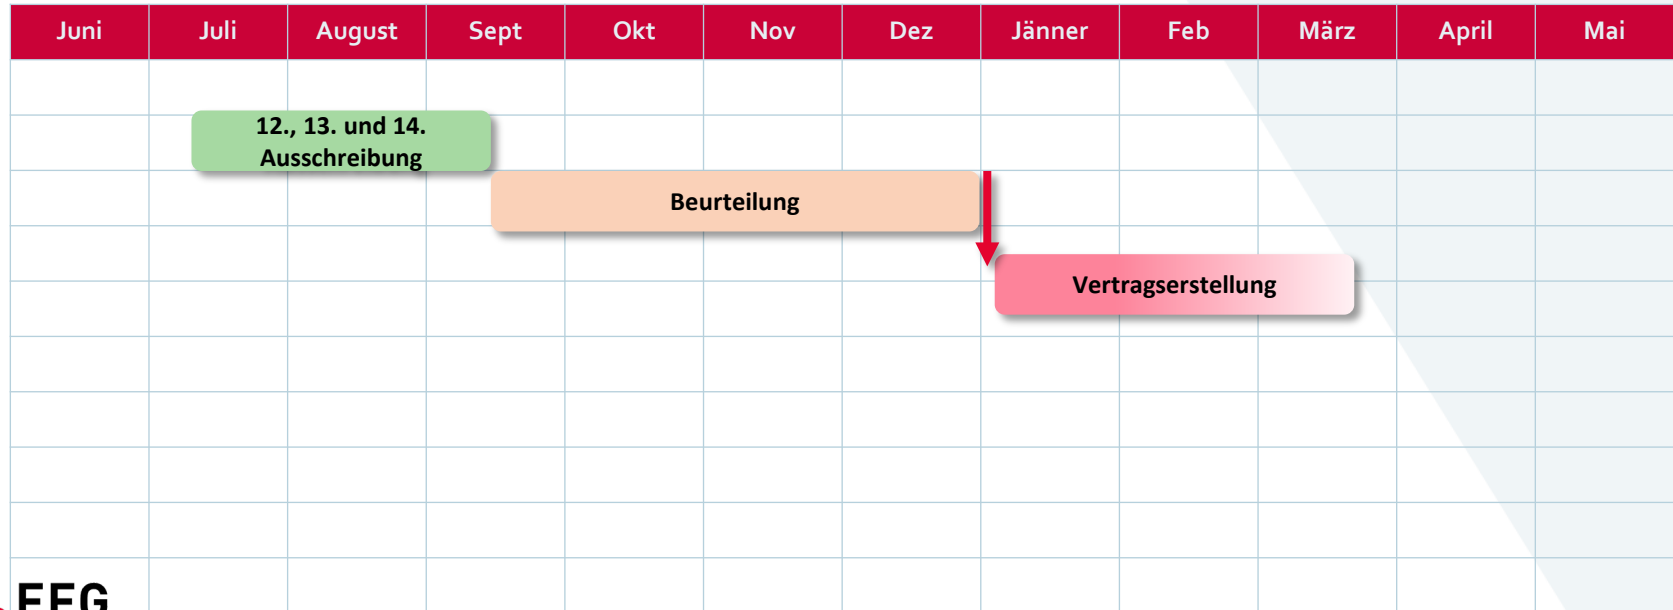 Juni Juli August Sept Okt Nov Dez Jänner Feb März April Mai
12., 13. und 14.
Ausschreibung
Beurteilung
Vertragserstellung
FFG